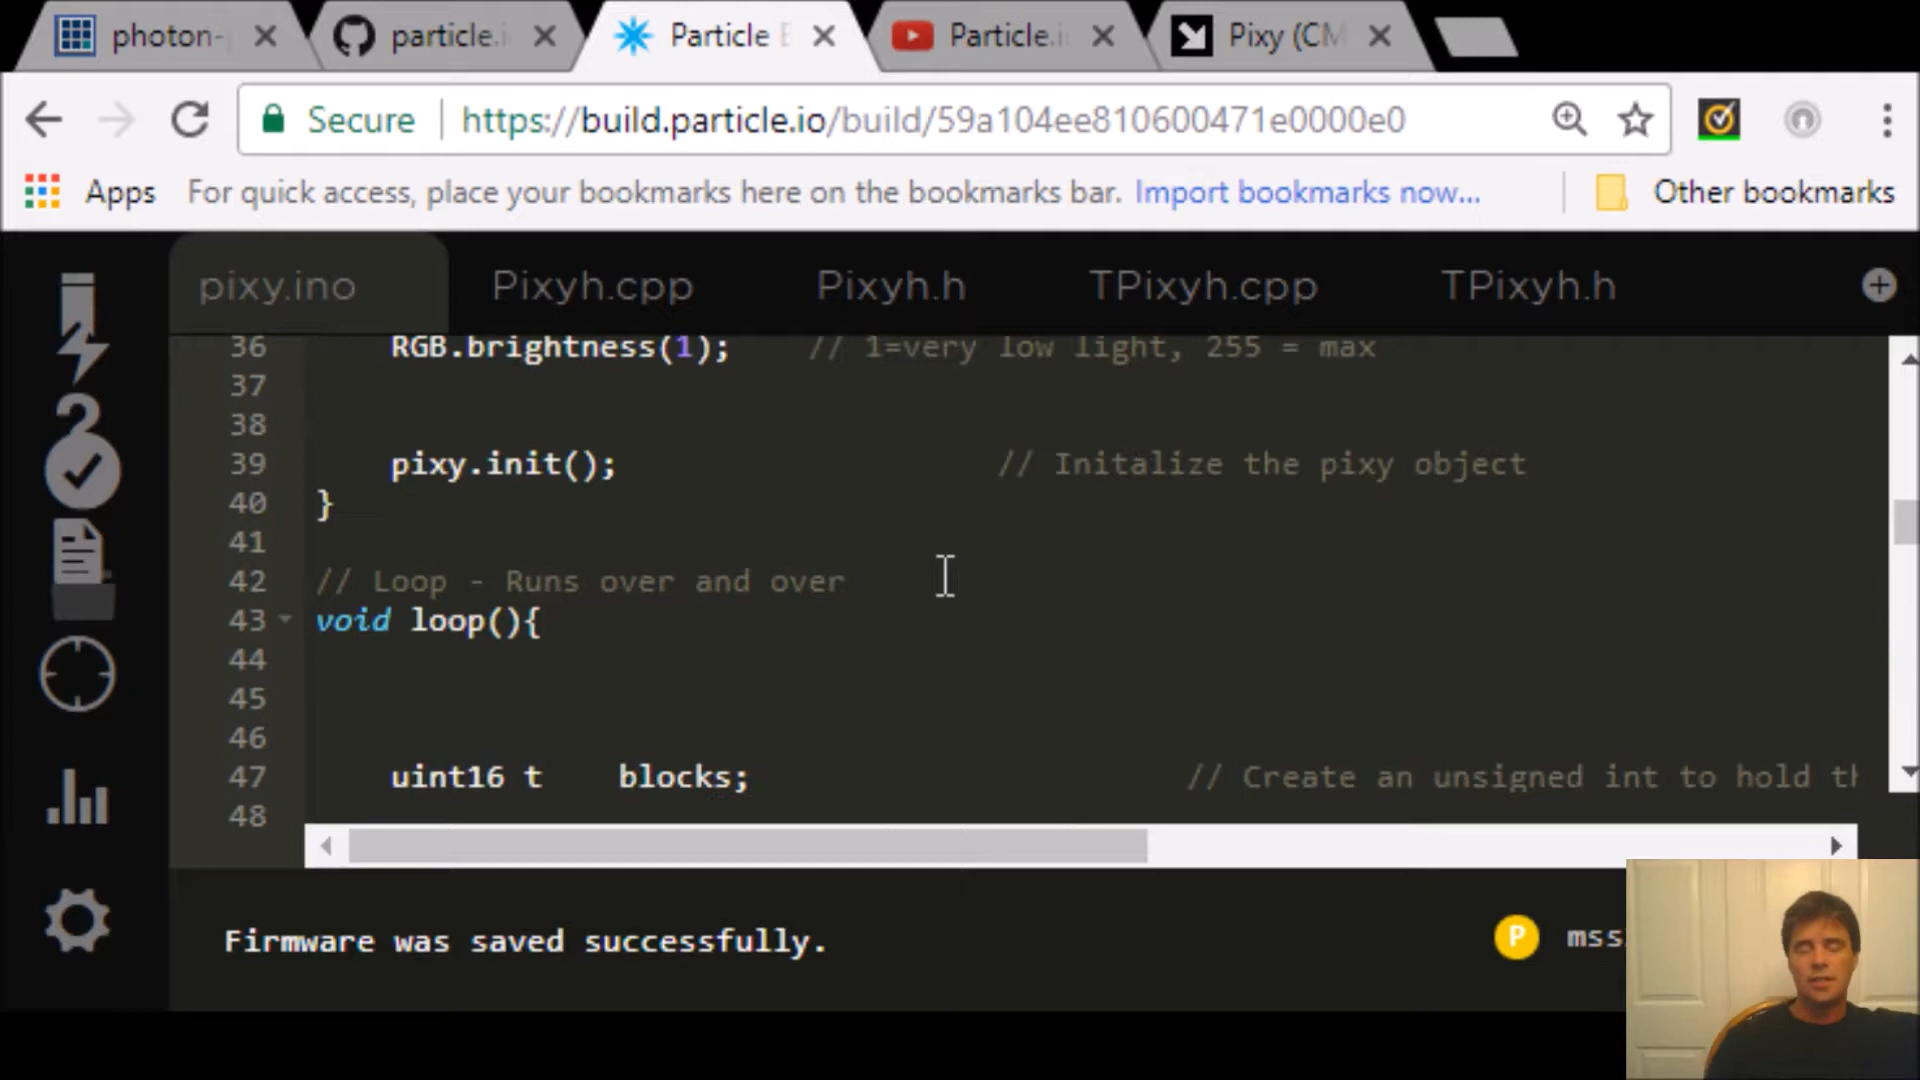 photon-
particle.i
Particle B
Particle.i
Pixy (CM
Secure
https://build.particle.io/build/59a104ee810600471e0000e0
Apps
For quick access, place your bookmarks here on the bookmarks bar. Import bookmarks now...
Other bookmarks
pixy.ino
Pixyh.cpp
Pixyh.h
TPixyh.cpp
TPixyh.h
2
36 RGB.brightness(1); // 1=very low light, 255 = max
37
38
39 pixy.init(); // Initalize the pixy object
40 }
41
42 // Loop - Runs over and over
43 void loop(){
44
45
46
47 uint16 t blocks; // Create an unsigned int to hold th
48
Firmware was saved successfully.
P
mss